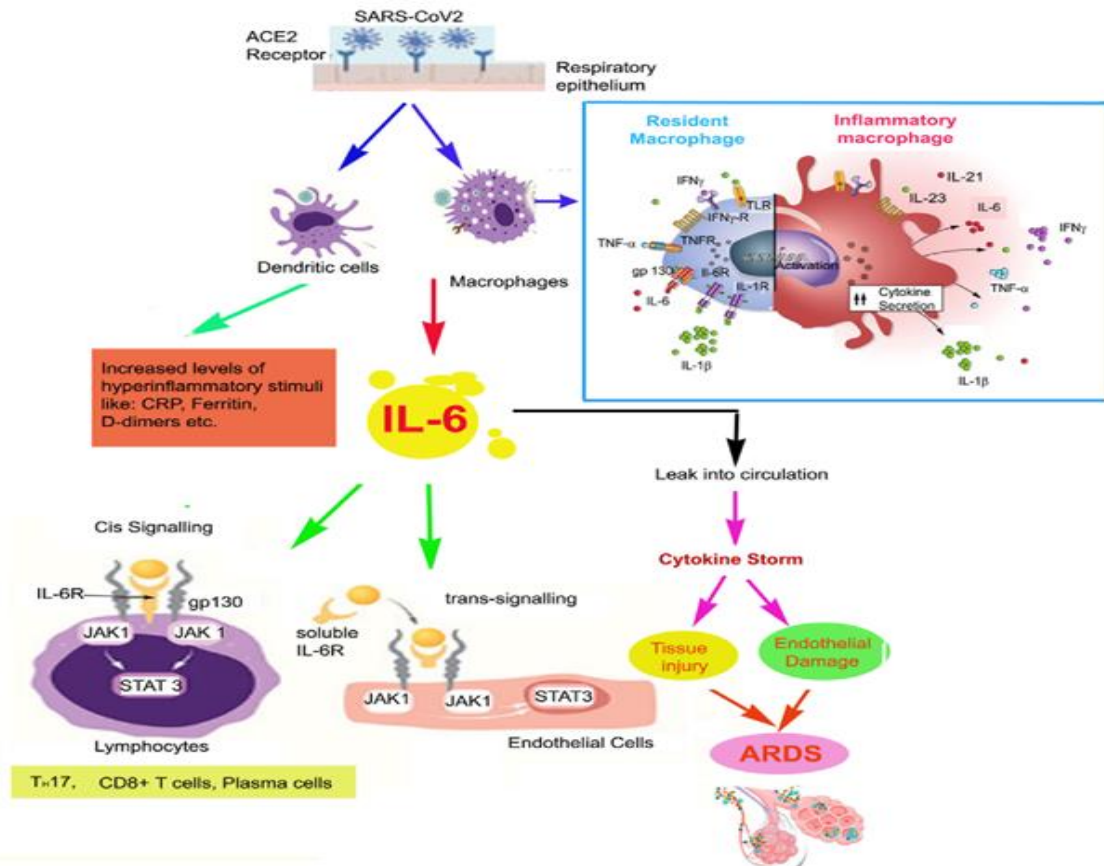 SARS-CoV2
ACE2
Receptor
Respiratory
epithelium
Dendritic cells
Macrophages
Resident
Macrophage
Inflammatory
macrophage
IFNγ
TLR
IFNγ-R
TNF-α
TNFR
gp 130
Il-6R
IL-1R
IL-6
IL-1β
Activation
IL-21
IL-23
IL-6
IFNγ
TNF-α
Cytokine
Secretion
IL-1β
Increased levels of
hyperinflammatory stimuli
like: CRP, Ferritin,
D-dimers etc.
IL-6
Leak into circulation
Cytokine Storm
Tissue
injury
Endothelial
Damage
ARDS
Cis Signalling
IL-6R
gp130
JAK1
JAK 1
STAT 3
Lymphocytes
TH17, CD8+ T cells, Plasma cells
trans-signalling
soluble
IL-6R
JAK1
JAK1
STAT3
Endothelial Cells